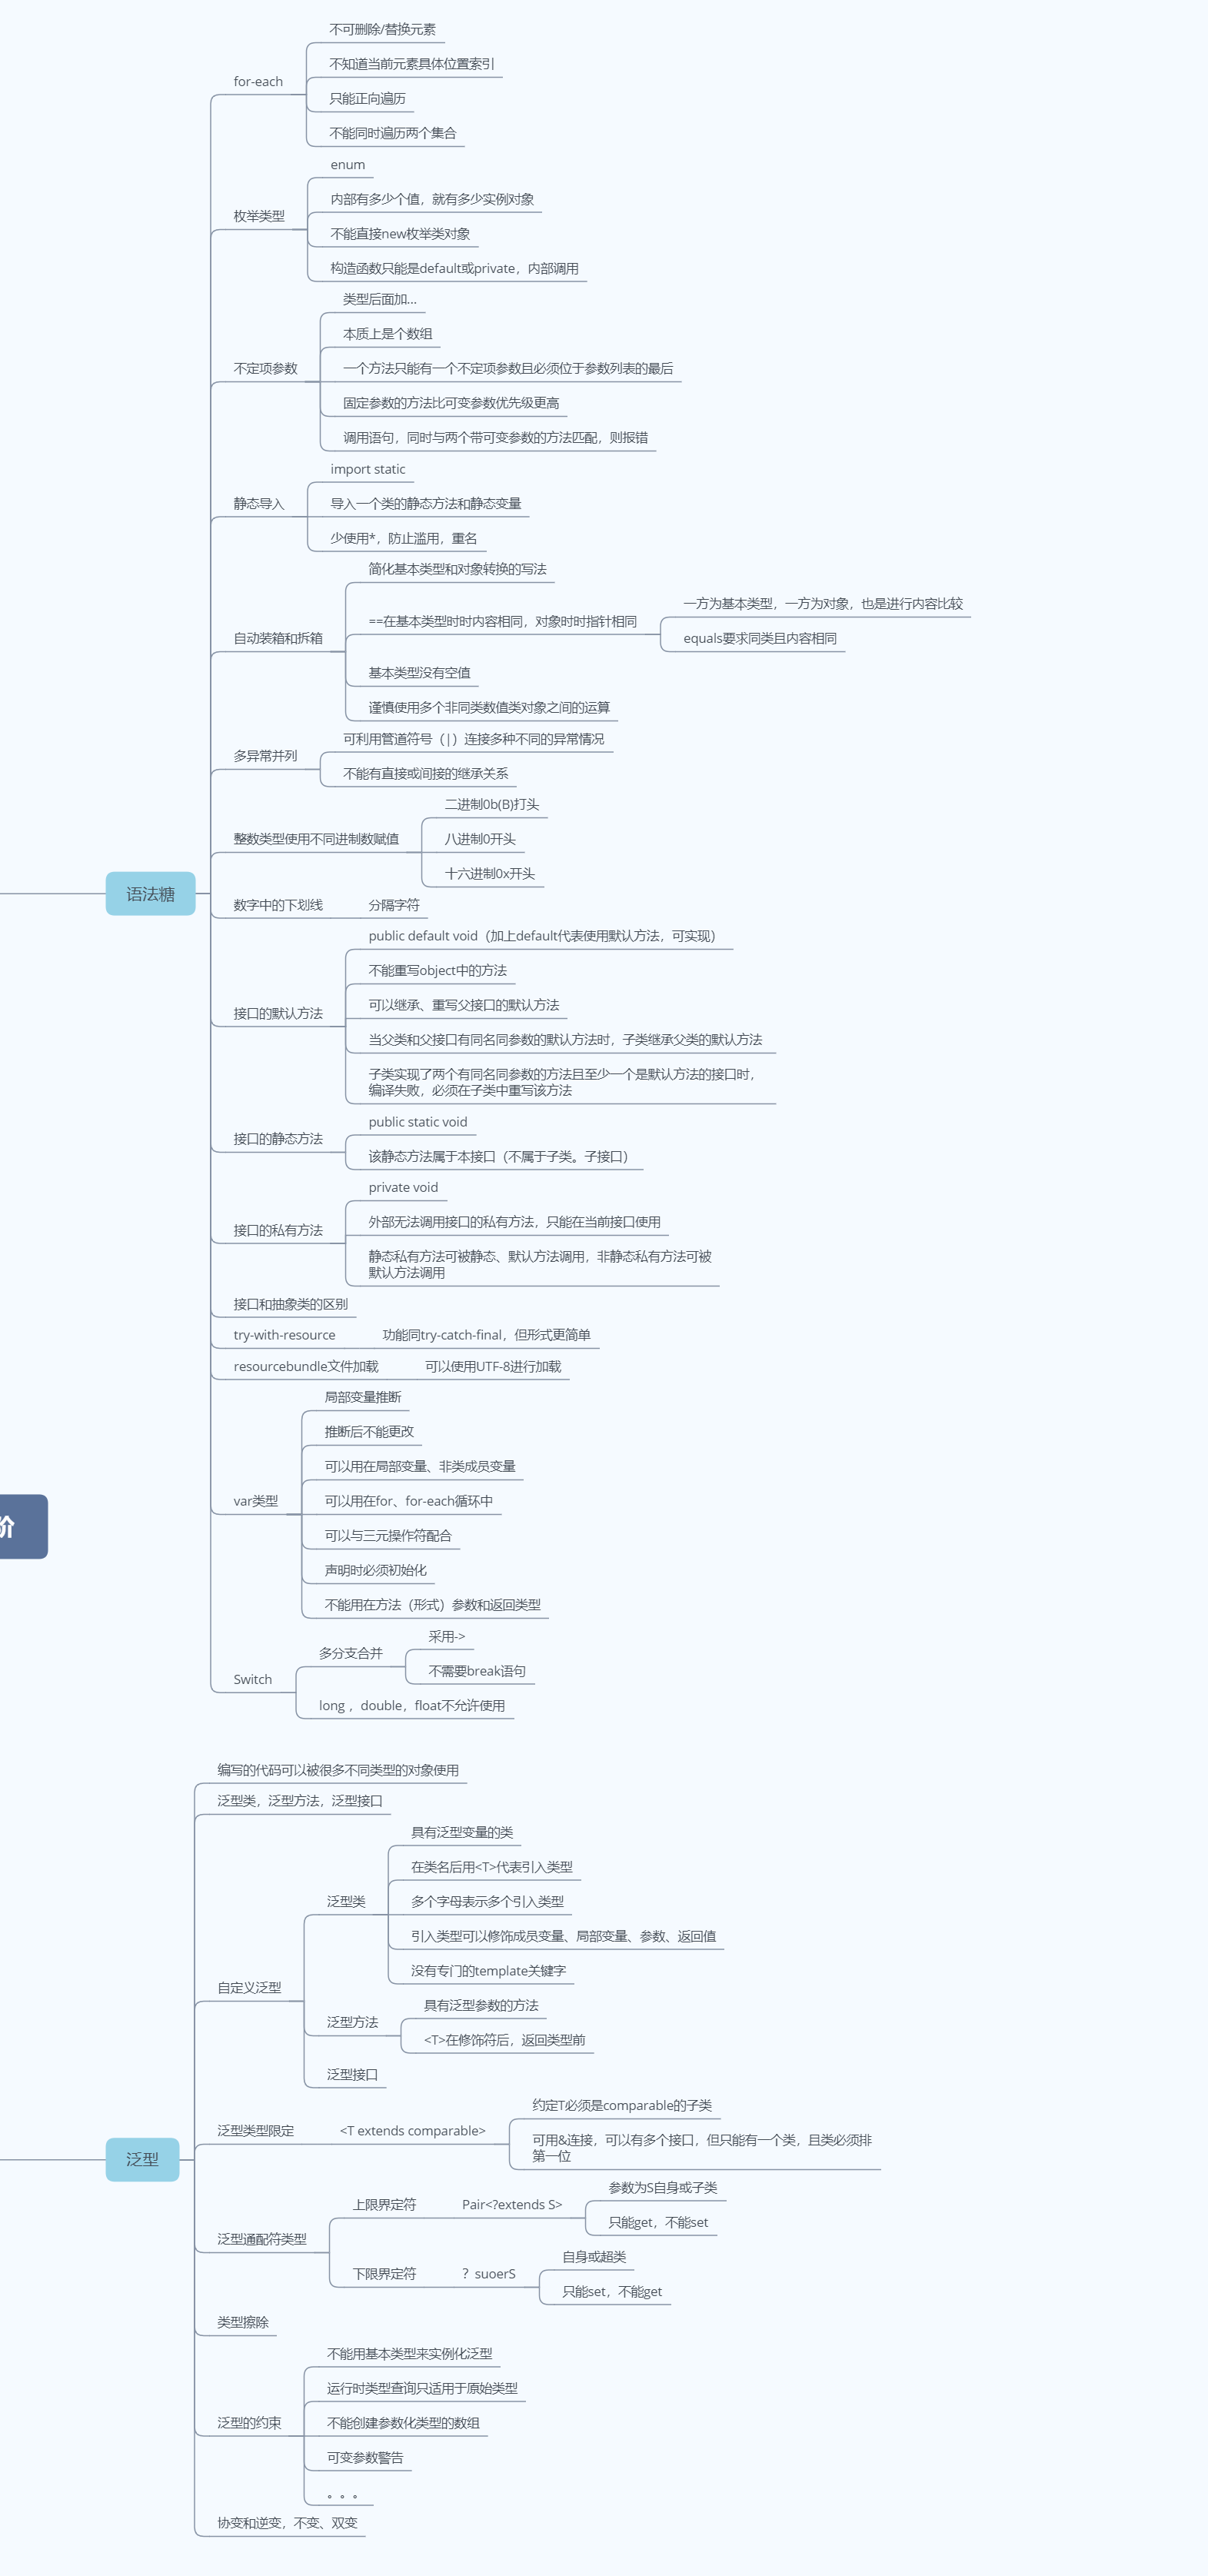 不可删除/替换元素
不知道当前元素具体位置索引
for-each
只能正向遍历
不能同时遍历两个集合
enum
内部有多少个值，就有多少实例对象
枚举类型
不能直接new枚举类对象
构造函数只能是default或private，内部调用
类型后面加...
本质上是个数组
不定项参数
一个方法只能有一个不定项参数且必须位于参数列表的最后
固定参数的方法比可变参数优先级更高
调用语句，同时与两个带可变参数的方法匹配，则报错
import static
静态导入
导入一个类的静态方法和静态变量
少使用*，防止滥用，重名
简化基本类型和对象转换的写法
一方为基本类型，一方为对象，也是进行内容比较
==在基本类型时时内容相同，对象时时指针相同
equals要求同类且内容相同
自动装箱和拆箱
基本类型没有空值
谨慎使用多个非同类数值类对象之间的运算
可利用管道符号（|）连接多种不同的异常情况
多异常并列
不能有直接或间接的继承关系
二进制0b(B)打头
整数类型使用不同进制数赋值
八进制0开头
十六进制0x开头
语法糖
数字中的下划线
分隔字符
public default void（加上default代表使用默认方法，可实现）
不能重写object中的方法
接口的默认方法
可以继承、重写父接口的默认方法
当父类和父接口有同名同参数的默认方法时，子类继承父类的默认方法
子类实现了两个有同名同参数的方法且至少一个是默认方法的接口时，
编译失败，必须在子类中重写该方法
public static void
接口的静态方法
该静态方法属于本接口（不属于子类。子接口）
private void
接口的私有方法
外部无法调用接口的私有方法，只能在当前接口使用
静态私有方法可被静态、默认方法调用，非静态私有方法可被
默认方法调用
接口和抽象类的区别
try-with-resource
功能同try-catch-final，但形式更简单
resourcebundle文件加载
可以使用UTF-8进行加载
局部变量推断
推断后不能更改
可以用在局部变量、非类成员变量
var类型
可以用在for、for-each循环中
阶
可以与三元操作符配合
声明时必须初始化
不能用在方法（形式）参数和返回类型
采用->
多分支合并
不需要break语句
Switch
long ，double，float不允许使用
编写的代码可以被很多不同类型的对象使用
泛型类，泛型方法，泛型接口
具有泛型变量的类
在类名后用<T>代表引入类型
泛型类
多个字母表示多个引入类型
引入类型可以修饰成员变量、局部变量、参数、返回值
没有专门的template关键字
自定义泛型
具有泛型参数的方法
泛型方法
<T>在修饰符后，返回类型前
泛型接口
约定T必须是comparable的子类
泛型类型限定
<T extends comparable>
可用&连接，可以有多个接口，但只能有一个类，且类必须排
第一位
泛型
参数为S自身或子类
上限界定符
Pair<?extends S>
只能get，不能set
泛型通配符类型
自身或超类
下限界定符
？suoerS
只能set，不能get
类型擦除
不能用基本类型来实例化泛型
运行时类型查询只适用于原始类型
泛型的约束
不能创建参数化类型的数组
可变参数警告
。。。
协变和逆变，不变、双变